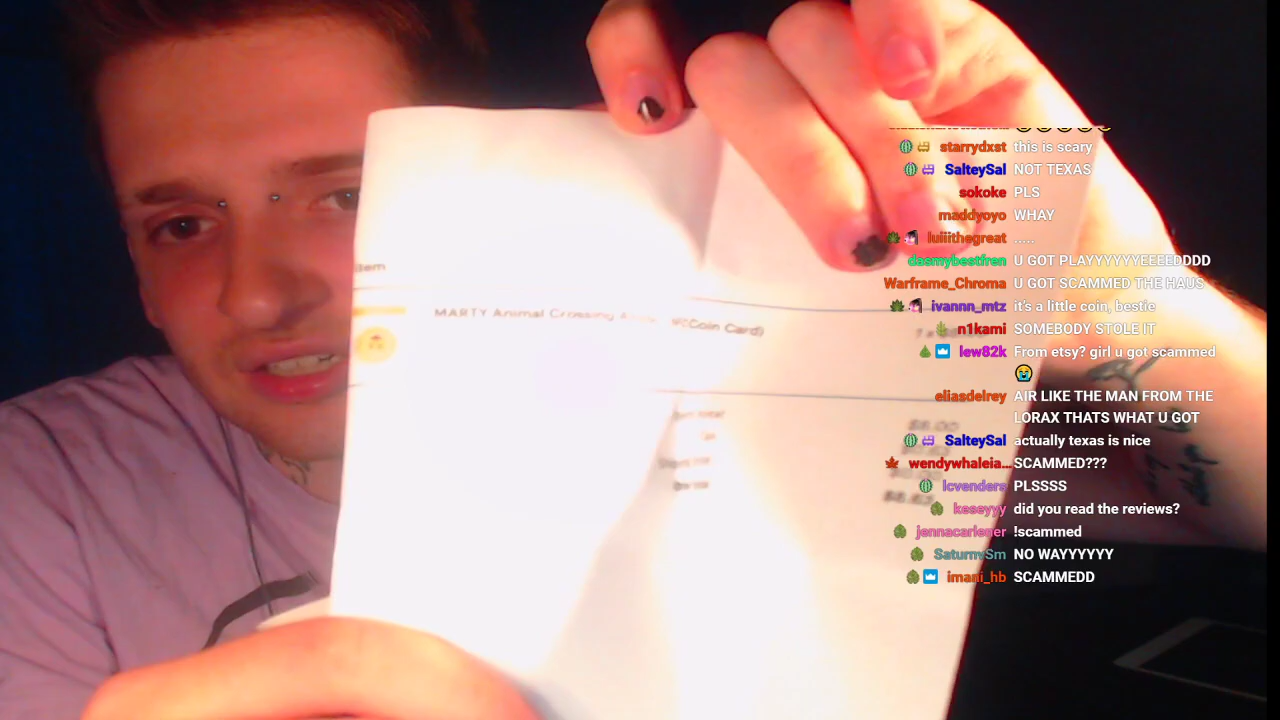 Item
MARTY Animal Crossing
Coin Card)
starrydxst this is scary
SalteySal NOT TEXAS
sokoke PLS
maddyoyo WHAY
luiiithegreat .....
dasmybestfren U GOT PLAYYYYYYEEEEDDDD
Warframe_Chroma U GOT SCAMMED THE HAUS
ivannn_mtz it's a little coin, bestie
n1kami SOMEBODY STOLE IT
lew82k From etsy? girl u got scammed
eliasdelrey AIR LIKE THE MAN FROM THE
LORAX THATS WHAT U GOT
SalteySal actually texas is nice
wendywhaleia... SCAMMED???
lcvenders PLSSSS
keseyyy did you read the reviews?
jennacarlener !scammed
SaturnvSm NO WAYYYYYY
imani_hb SCAMMEDD